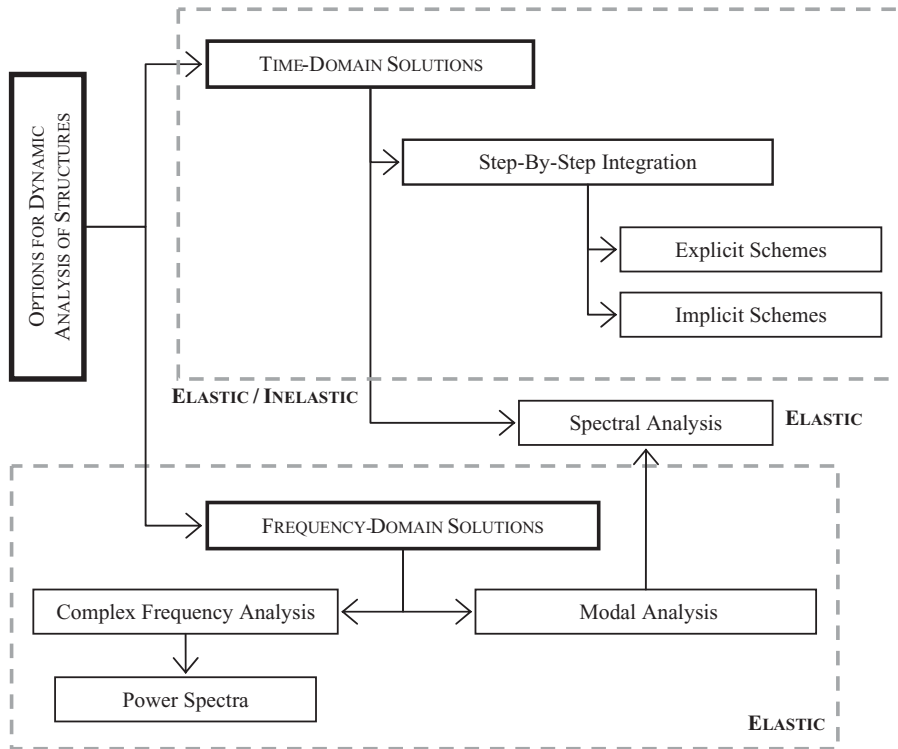 OPTIONS FOR DYNAMIC
ANALYSIS OF STRUCTURES
TIME-DOMAIN SOLUTIONS
Step-By-Step Integration
Explicit Schemes
Implicit Schemes
ELASTIC / INELASTIC
Spectral Analysis
ELASTIC
FREQUENCY-DOMAIN SOLUTIONS
Complex Frequency Analysis
Modal Analysis
Power Spectra
ELASTIC